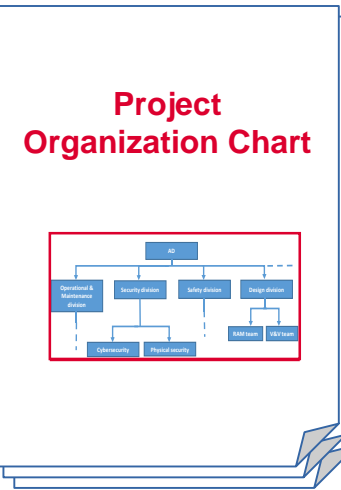 Project
Organization Chart
AD
Operational &
Maintenance
division
Security division
Safety division
Design division
RAM team
V&V team
Cybersecurity
Physical security